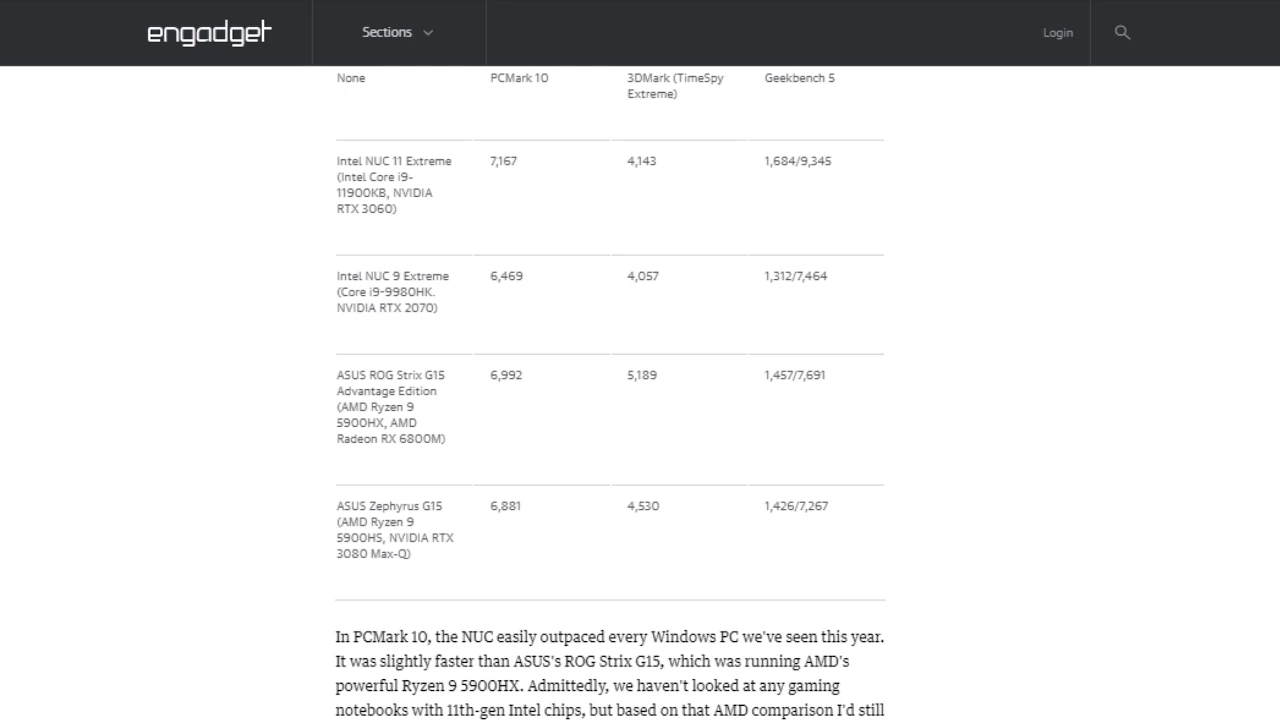 engadget Sections Login
None PCMark 10 3DMark (TimeSpy Extreme) Geekbench 5
Intel NUC 11 Extreme (Intel Core i9-11900KB, NVIDIA RTX 3060) 7,167 4,143 1,684/9,345
Intel NUC 9 Extreme (Core i9-9980HK. NVIDIA RTX 2070) 6,469 4,057 1,312/7,464
ASUS ROG Strix G15 Advantage Edition (AMD Ryzen 9 5900HX, AMD Radeon RX 6800M) 6,992 5,189 1,457/7,691
ASUS Zephyrus G15 (AMD Ryzen 9 5900HS, NVIDIA RTX 3080 Max-Q) 6,881 4,530 1,426/7,267
In PCMark 10, the NUC easily outpaced every Windows PC we've seen this year.
It was slightly faster than ASUS's ROG Strix G15, which was running AMD's
powerful Ryzen 9 5900HX. Admittedly, we haven't looked at any gaming
notebooks with 11th-gen Intel chips, but based on that AMD comparison I'd still